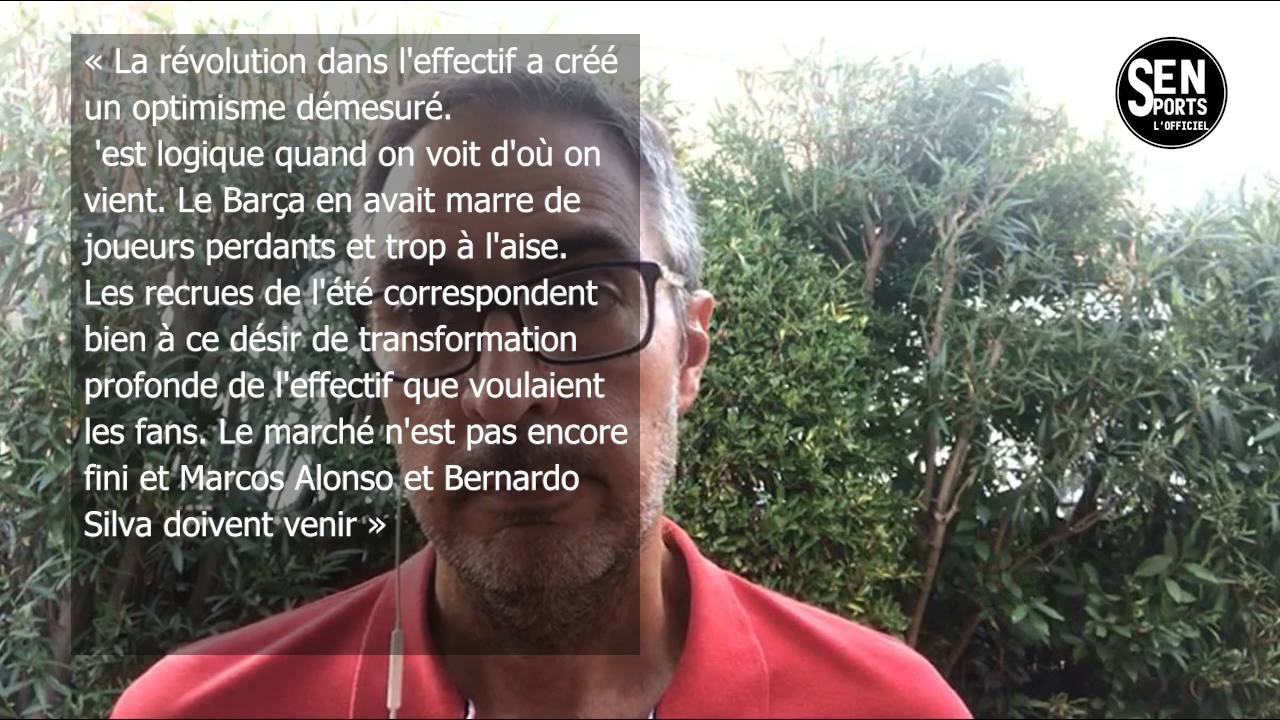 « La révolution dans l'effectif a créé
un optimisme démesuré.
'est logique quand on voit d'où on
vient. Le Barça en avait marre de
joueurs perdants et trop à l'aise.
Les recrues de l'été correspondent
bien à ce désir de transformation
profonde de l'effectif que voulaient
les fans. Le marché n'est pas encore
fini et Marcos Alonso et Bernardo
Silva doivent venir »
SEN
SPORTS
L'OFFICIEL